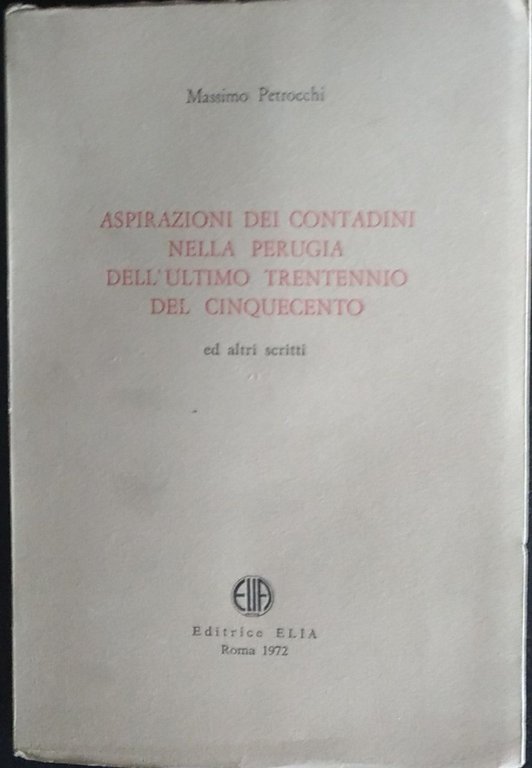 Massimo Petrocchi
ASPIRAZIONI DEI CONTADINI
NELLA PERUGIA
DELL'ULTIMO TRENTENNIO
DEL CINQUECENTO
ed altri scritti
ELIA
Editrice ELIA
Roma 1972